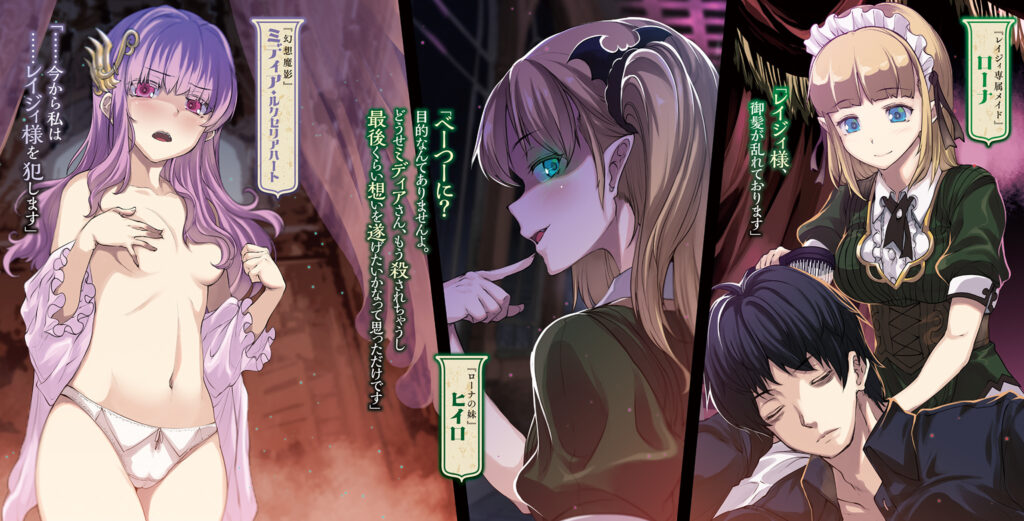 『レイジィ専属メイド』
ローナ
「レイジィ様、
御髪が乱れております」
「べーつーに?
目的なんてありませんよ。
どうせミディアさん、もう殺されちゃうし
最後くらい想いを遂げたいかなって思っただけです」
『ローナの妹』
ヒイロ
『幻想魔影』
ミディア・ルクセリアハート
「……今から私は
……レイジィ様を犯します」